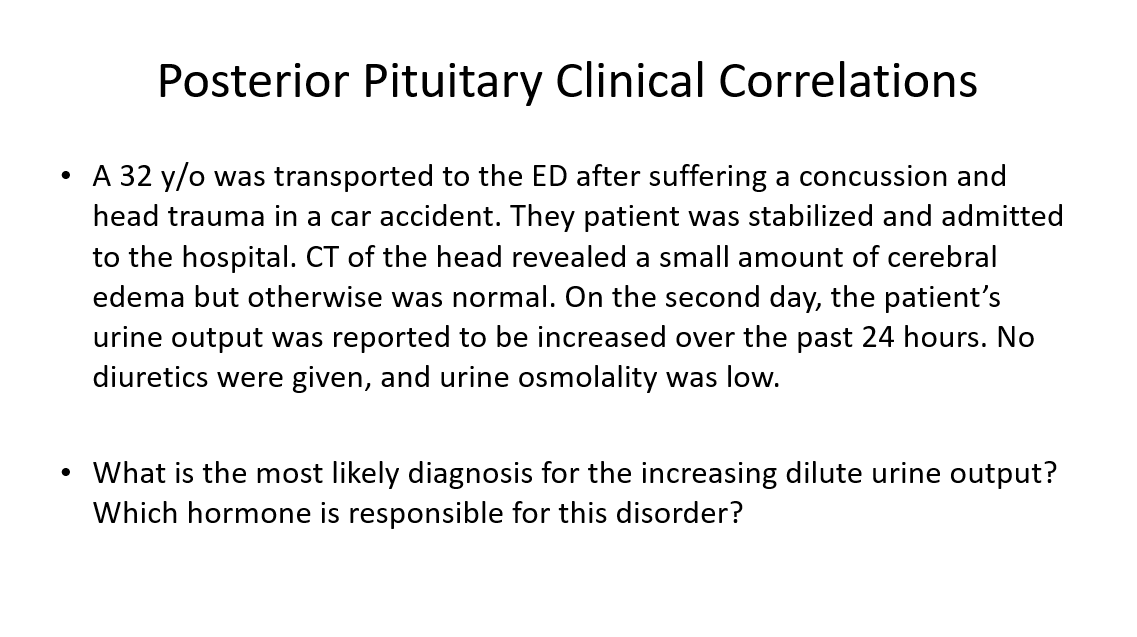 Posterior Pituitary Clinical Correlations
• A 32 y/o was transported to the ED after suffering a concussion and
head trauma in a car accident. They patient was stabilized and admitted
to the hospital. CT of the head revealed a small amount of cerebral
edema but otherwise was normal. On the second day, the patient’s
urine output was reported to be increased over the past 24 hours. No
diuretics were given, and urine osmolality was low.
• What is the most likely diagnosis for the increasing dilute urine output?
Which hormone is responsible for this disorder?